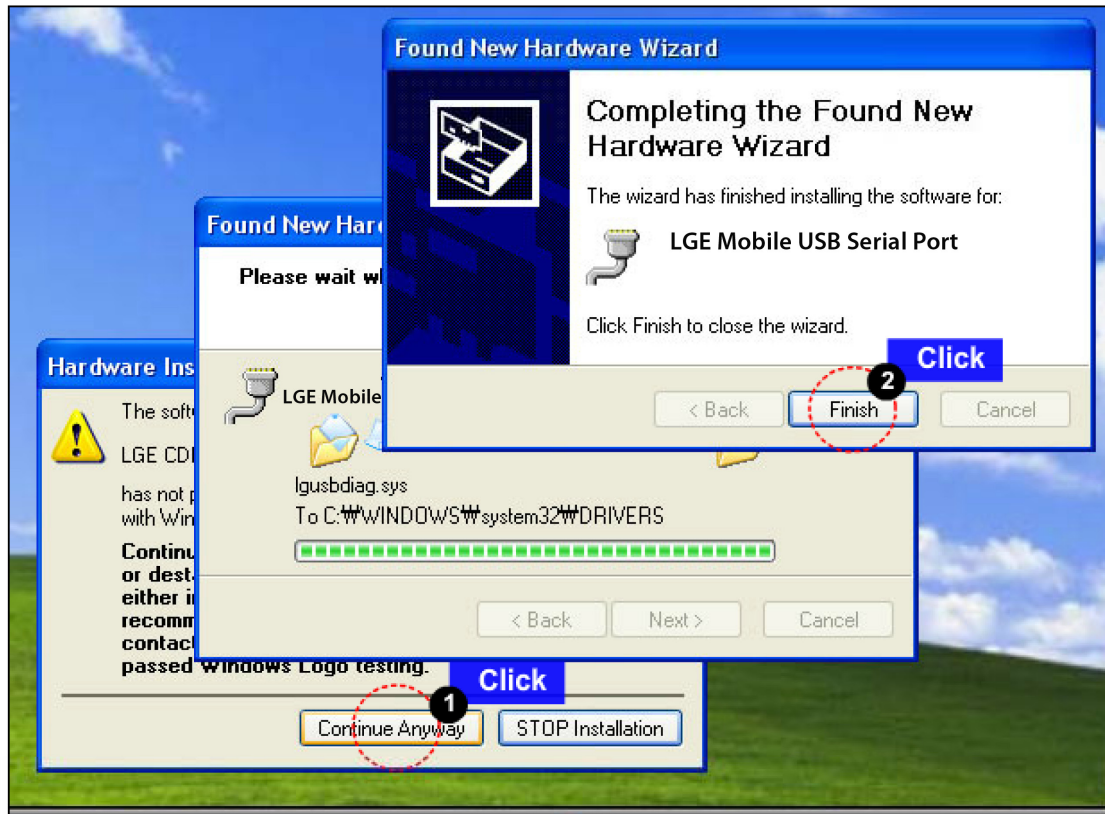 Found New Hardware Wizard
Completing the Found New
Hardware Wizard
The wizard has finished installing the software for:
LGE Mobile USB Serial Port
Click Finish to close the wizard.
Click
2
< Back
Finish
Cancel
Found New Har
Please wait w
LGE Mobile
lgusbdiag.sys
To C:₩WINDOWS₩system32₩DRIVERS
< Back
Next >
Cancel
Hardware Ins
The soft
LGE CD
has not p
with Win
Continu
or dest
either i
recomm
contact
passed Windows Logo testing.
Click
1
Continue Anyway
STOP Installation